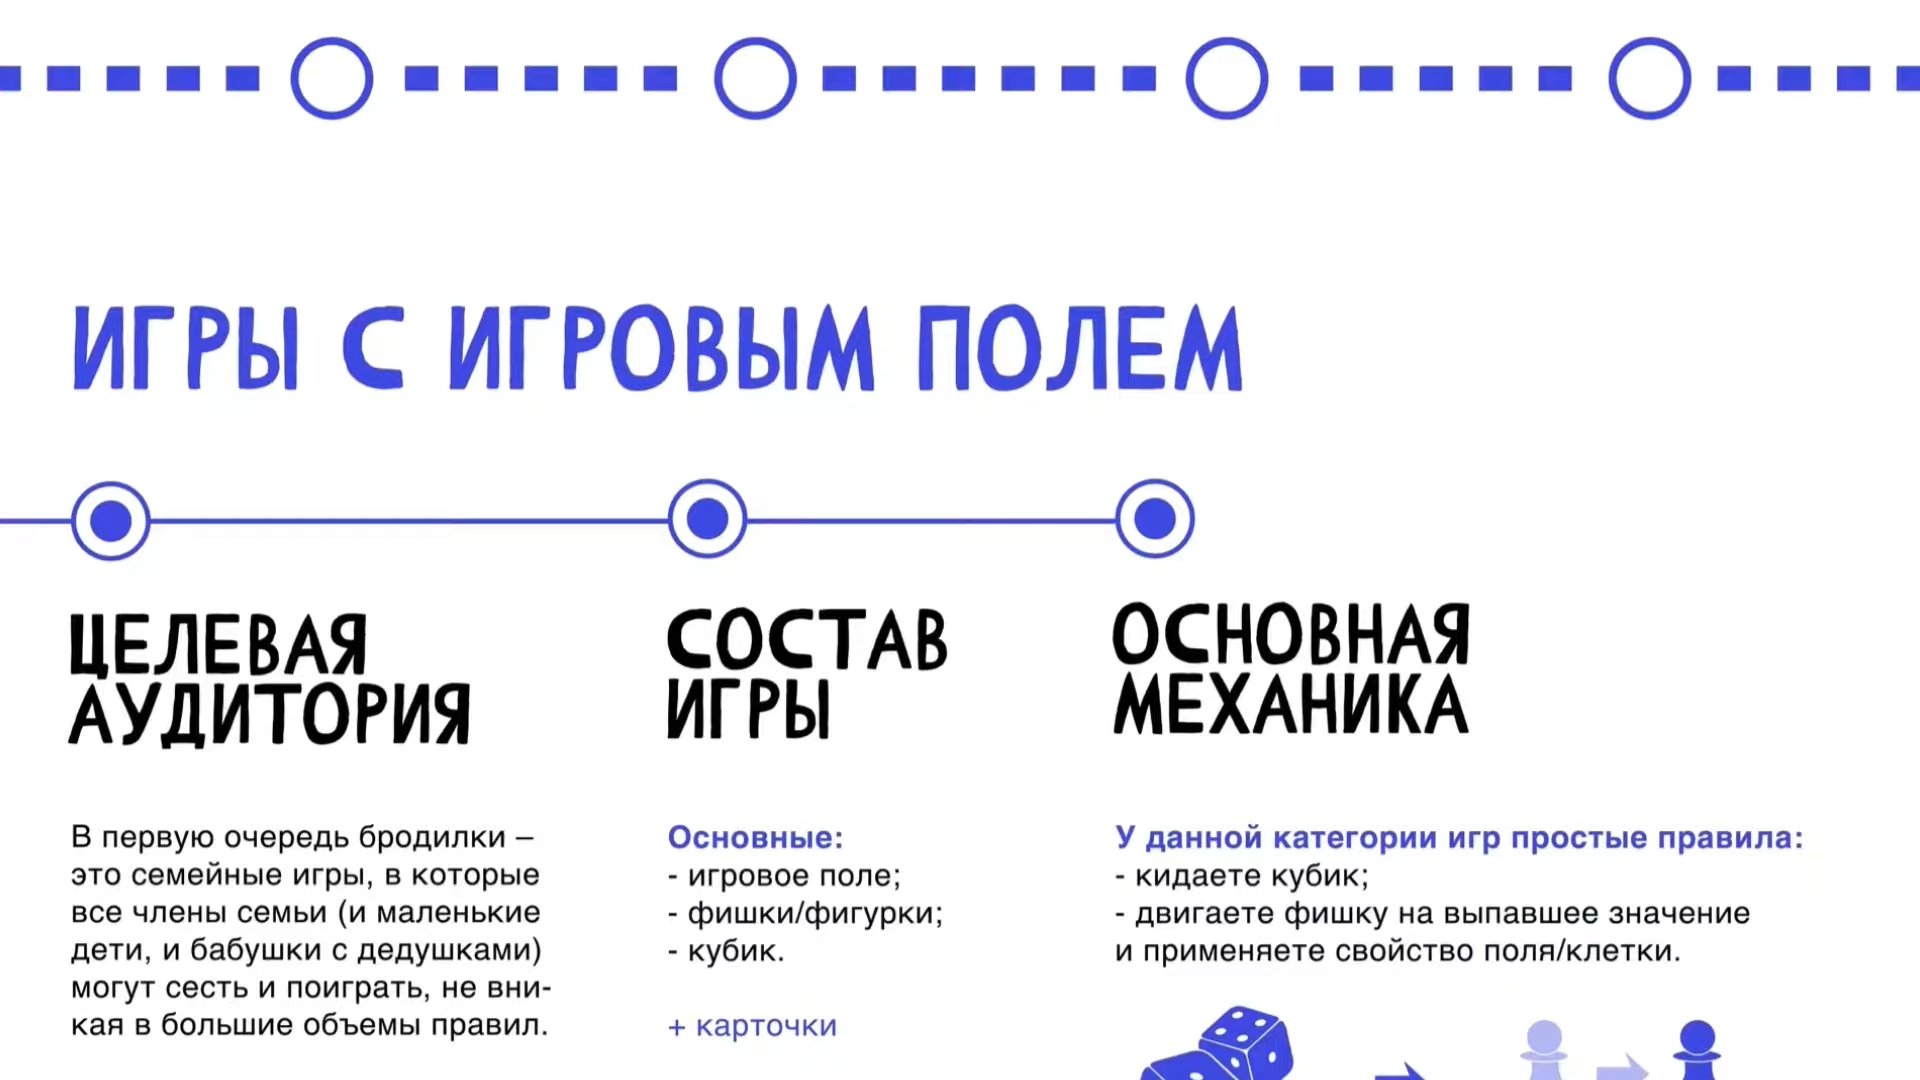 ИГРЫ С ИГРОВЫМ ПОЛЕМ
ЦЕЛЕВАЯ
АУДИТОРИЯ
В первую очередь бродилки –
это семейные игры, в которые
все члены семьи (и маленькие
дети, и бабушки с дедушками)
могут сесть и поиграть, не вни-
кая в большие объемы правил.
СОСТАВ
ИГРЫ
Основные:
- игровое поле;
- фишки/фигурки;
- кубик.
+ карточки
ОСНОВНАЯ
МЕХАНИКА
У данной категории игр простые правила:
- кидаете кубик;
- двигаете фишку на выпавшее значение
и применяете свойство поля/клетки.